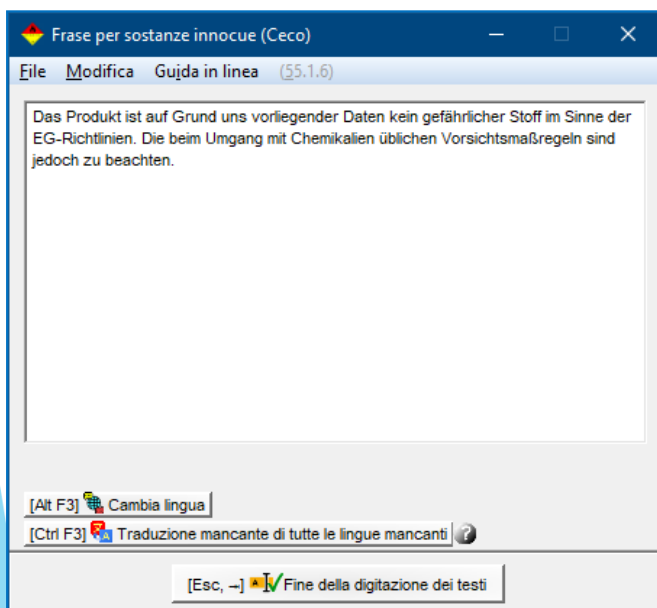 Frase per sostanze innocue (Ceco)
File Modifica Guida in linea (55.1.6)
Das Produkt ist auf Grund uns vorliegender Daten kein gefährlicher Stoff im Sinne der
EG-Richtlinien. Die beim Umgang mit Chemikalien üblichen Vorsichtsmaßregeln sind
jedoch zu beachten.
[Alt F3] Cambia lingua
[Ctrl F3] Traduzione mancante di tutte le lingue mancanti
[Esc, →] Fine della digitazione dei testi